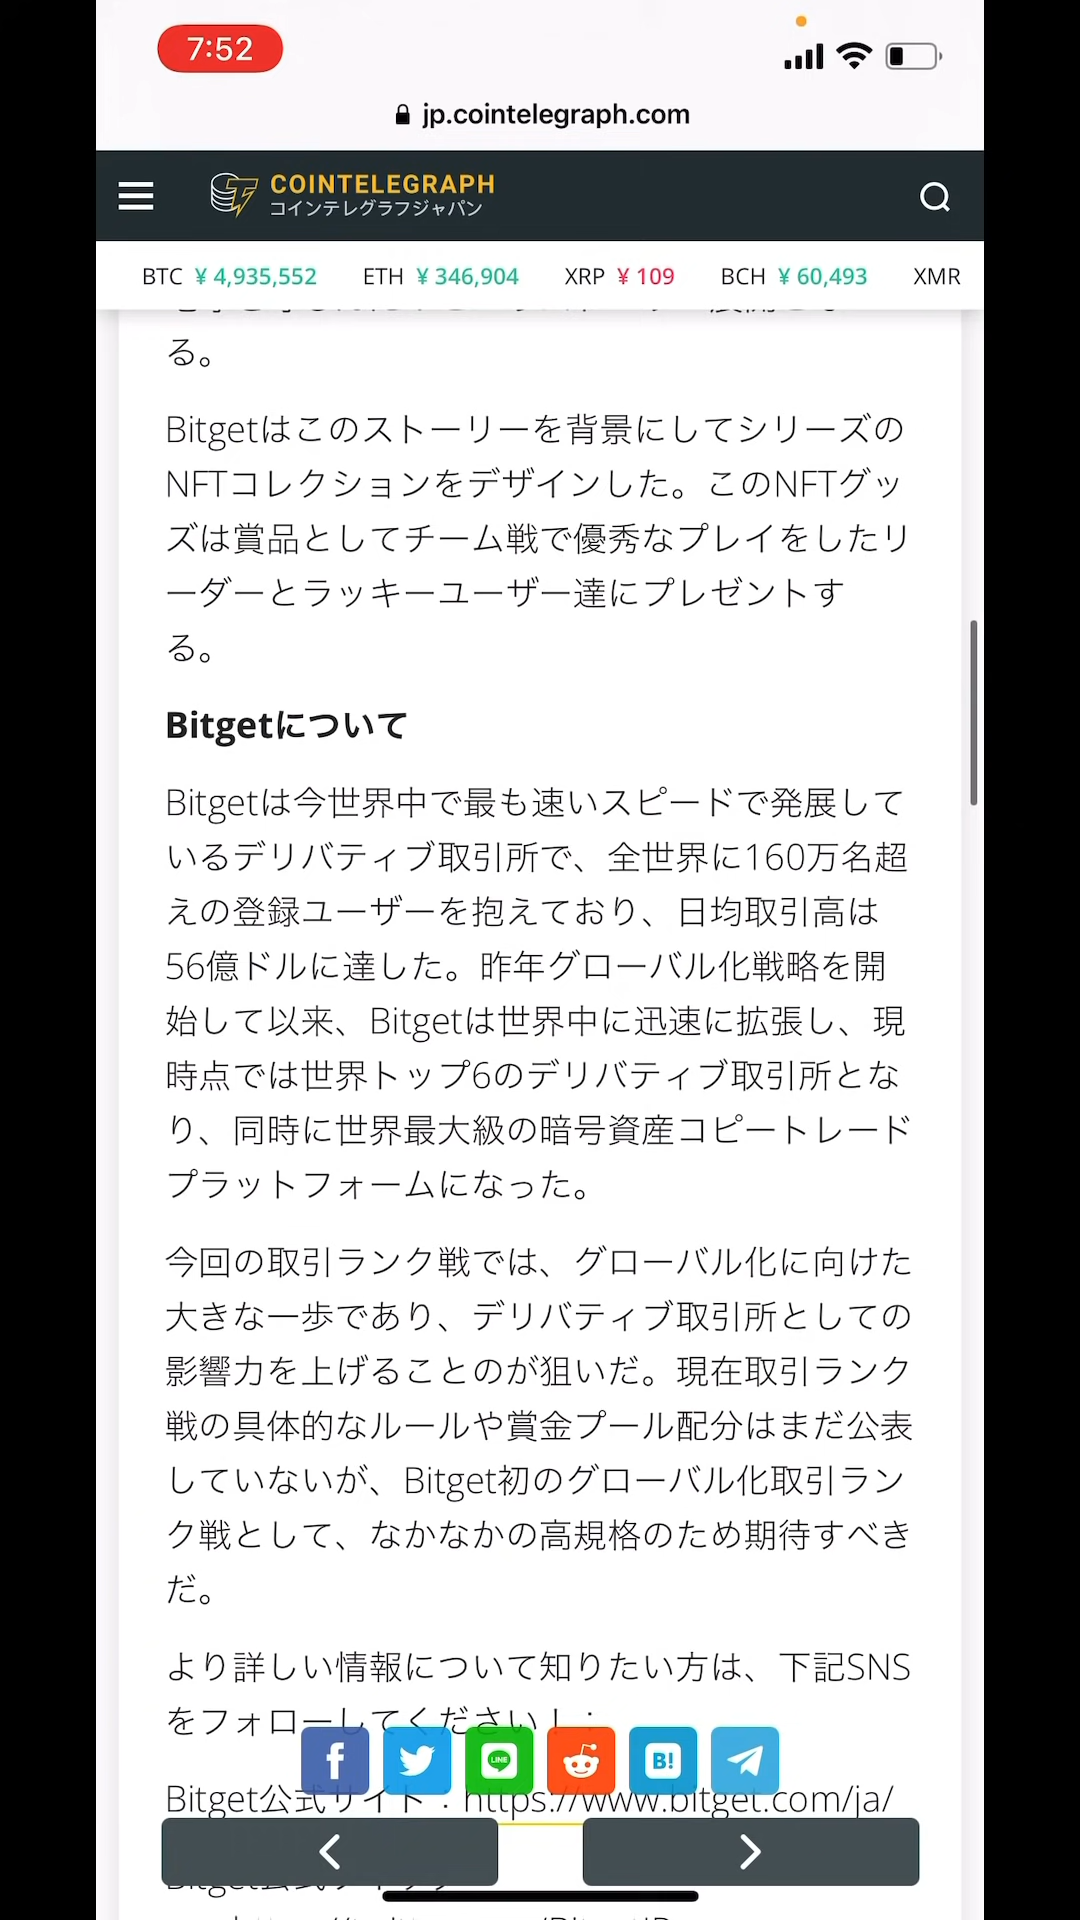 7:52
jp.cointelegraph.com
COINTELEGRAPH
コインテレグラフジャパン
BTC ¥ 4,935,552 ETH ¥ 346,904 XRP ¥ 109 BCH ¥ 60,493 XMR
る。
Bitgetはこのストーリーを背景にしてシリーズの
NFTコレクションをデザインした。このNFTグッ
ズは賞品としてチーム戦で優秀なプレイをしたリ
ーダーとラッキーユーザー達にプレゼントす
る。
Bitgetについて
Bitgetは今世界中で最も速いスピードで発展して
いるデリバティブ取引所で、全世界に160万名超
えの登録ユーザーを抱えており、日均取引高は
56億ドルに達した。昨年グローバル化戦略を開
始して以来、Bitgetは世界中に迅速に拡張し、現
時点では世界トップ6のデリバティブ取引所とな
り、同時に世界最大級の暗号資産コピートレード
プラットフォームになった。
今回の取引ランク戦では、グローバル化に向けた
大きな一歩であり、デリバティブ取引所としての
影響力を上げることのが狙いだ。現在取引ランク
戦の具体的なルールや賞金プール配分はまだ公表
していないが、Bitget初のグローバル化取引ラン
ク戦として、なかなかの高規格のため期待すべき
だ。
より詳しい情報について知りたい方は、下記SNS
をフォローしてください！：
LINE
B!
Bitget公式サイト：https://www.bitget.com/ja/